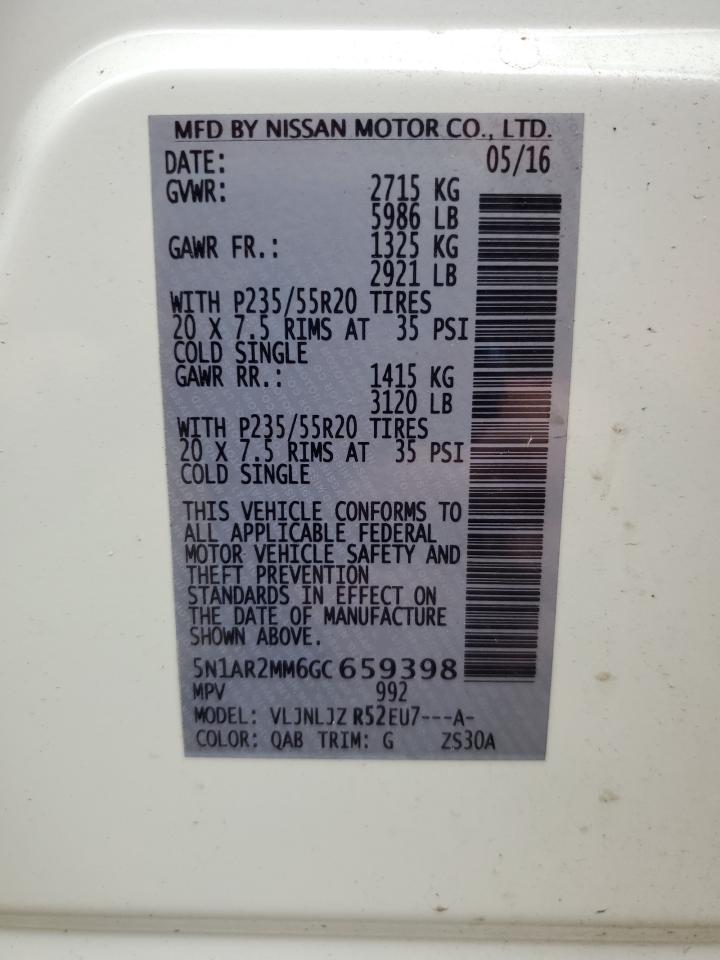 MFD BY NISSAN MOTOR CO., LTD.
DATE: 05/16
GVWR: 2715 KG
5986 LB
GAWR FR.: 1325 KG
2921 LB
WITH P235/55R20 TIRES
20 X 7.5 RIMS AT 35 PSI
COLD SINGLE
GAWR RR.: 1415 KG
3120 LB
WITH P235/55R20 TIRES
20 X 7.5 RIMS AT 35 PSI
COLD SINGLE
THIS VEHICLE CONFORMS TO
ALL APPLICABLE FEDERAL
MOTOR VEHICLE SAFETY AND
THEFT PREVENTION
STANDARDS IN EFFECT ON
THE DATE OF MANUFACTURE
SHOWN ABOVE.
5N1AR2MM6GC 659398
MPV 992
MODEL: VLJNLJZ R52EU7---A-
COLOR: QAB TRIM: G ZS30A